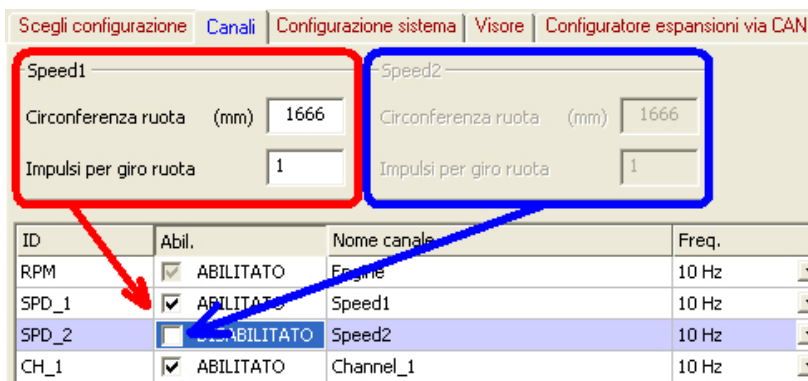 Scegli configurazione Canali Configurazione sistema Visore Configuratore espansioni via CAN
Speed1 Speed2
Circonferenza ruota (mm) 1666 Circonferenza ruota (mm) 1666
Impulsi per giro ruota 1 Impulsi per giro ruota 1
ID Abil. Nome canale Freq.
RPM ABILITATO Engine 10 Hz
SPD_1 ABILITATO Speed1 10 Hz
SPD_2 DISABILITATO Speed2 10 Hz
CH_1 ABILITATO Channel_1 10 Hz